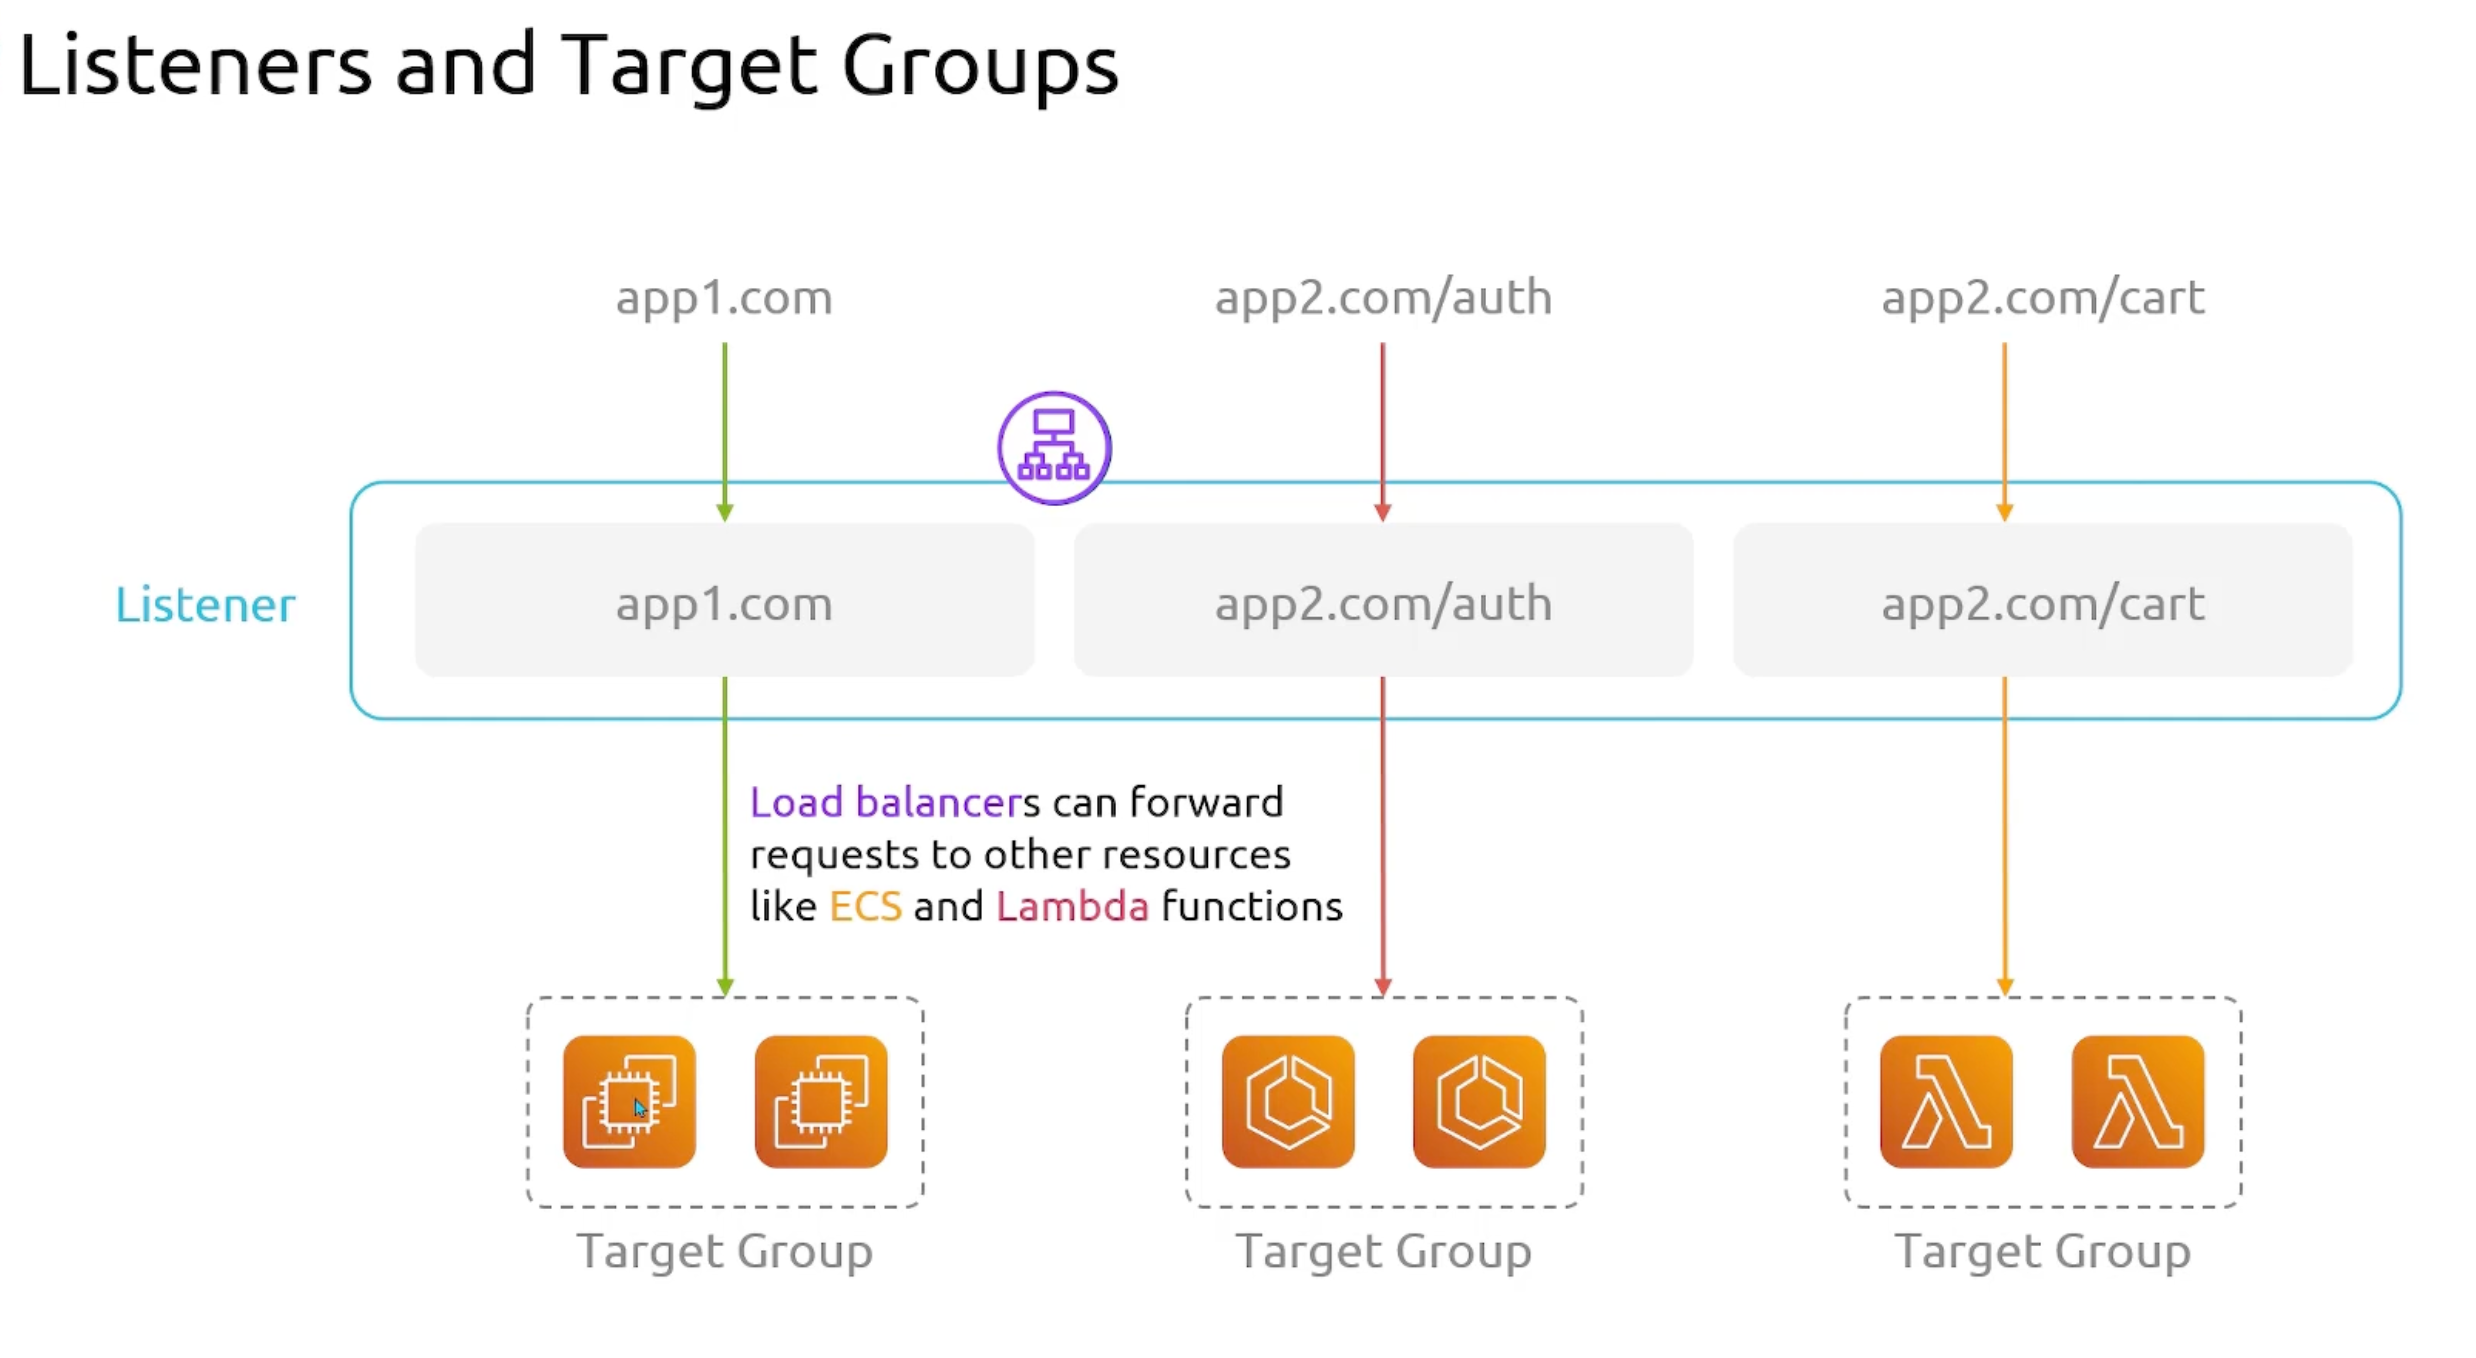 Listeners and Target Groups
app1.com
app2.com/auth
app2.com/cart
Listener
app1.com
app2.com/auth
app2.com/cart
Load balancers can forward
requests to other resources
like ECS and Lambda functions
Target Group
Target Group
Target Group